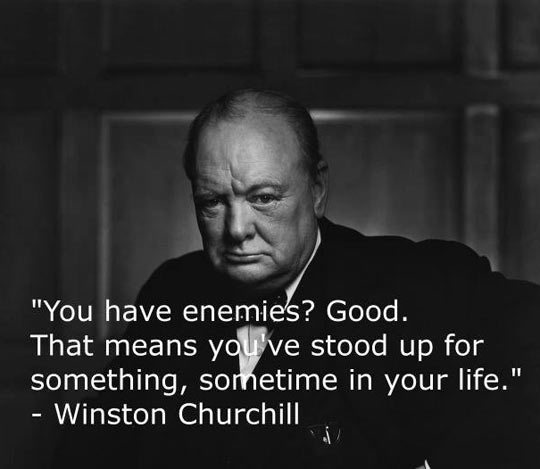 "You have enemies? Good.
That means you've stood up for
something, sometime in your life."
- Winston Churchill